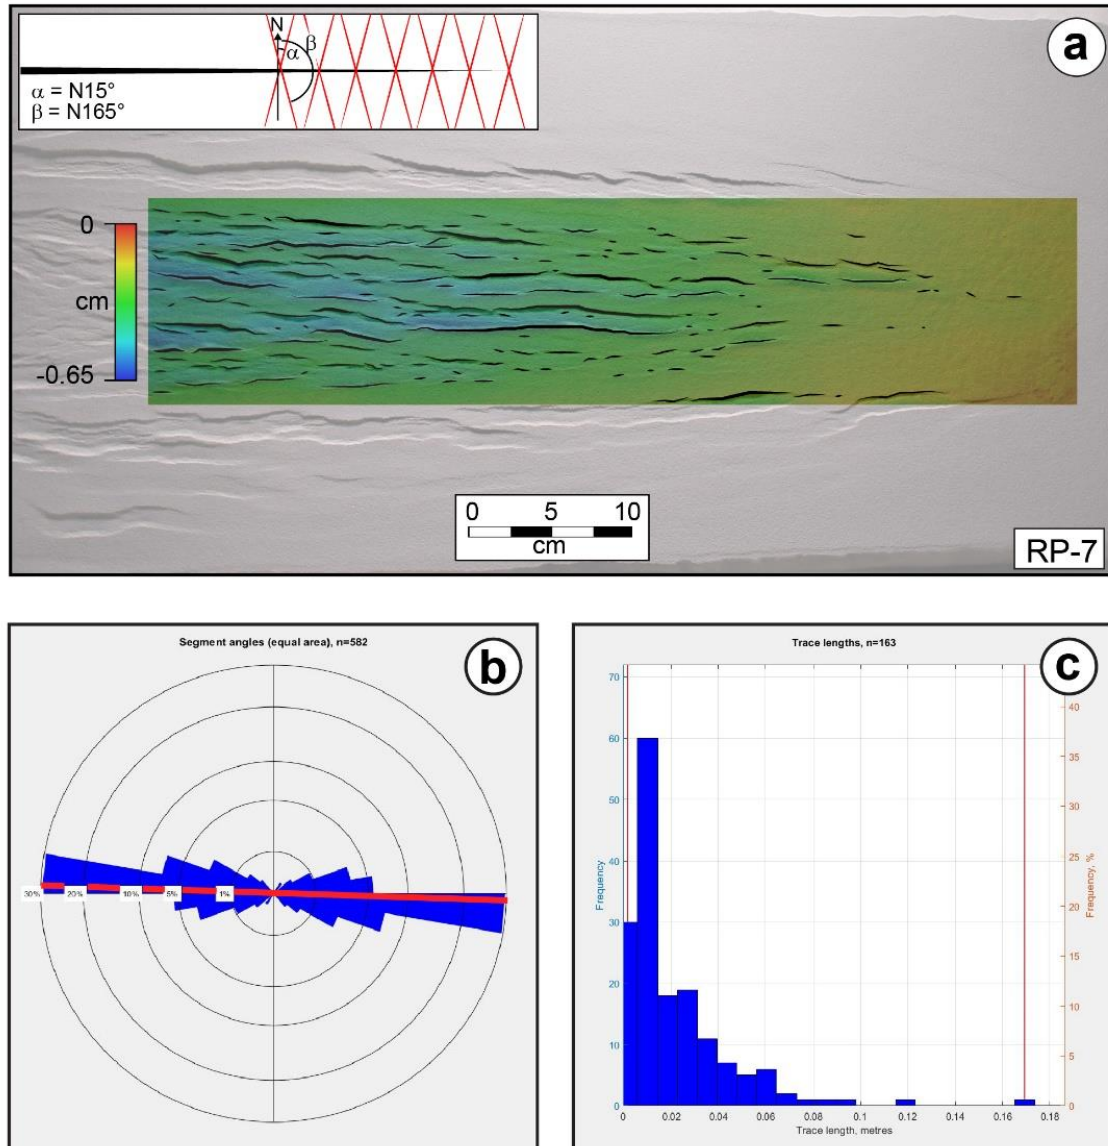 a
N
α
β
α = N15°
β = N165°
0
cm
-0.65
0 5 10
cm
RP-7
b
Segment angles (equal area), n=582
30% 20% 10% 5% 1%
c
Trace lengths, n=163
70
60
50
40
30
20
10
0
Frequency
40
35
30
25
20
15
10
5
0
Frequency, %
0 0.02 0.04 0.06 0.08 0.1 0.12 0.14 0.16 0.18
Trace length, metres